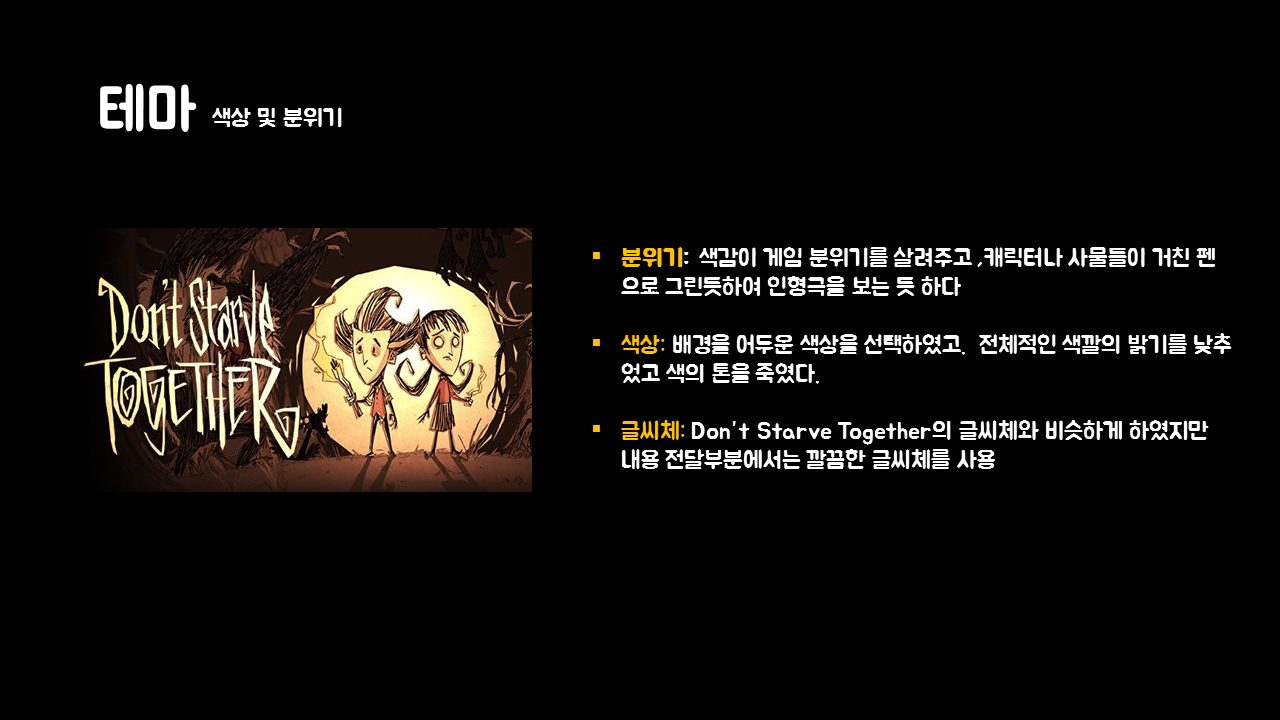 테마 색상 및 분위기
Don't Starve
TOGETHER
▪ 분위기: 색감이 게임 분위기를 살려주고 ,캐릭터나 사물들이 거친 펜
으로 그린듯하여 인형극을 보는 듯 하다
▪ 색상: 배경을 어두운 색상을 선택하였고, 전체적인 색깔의 밝기를 낮추
었고 색의 톤을 죽였다.
▪ 글씨체: Don't Starve Together의 글씨체와 비슷하게 하였지만
내용 전달부분에서는 깔끔한 글씨체를 사용